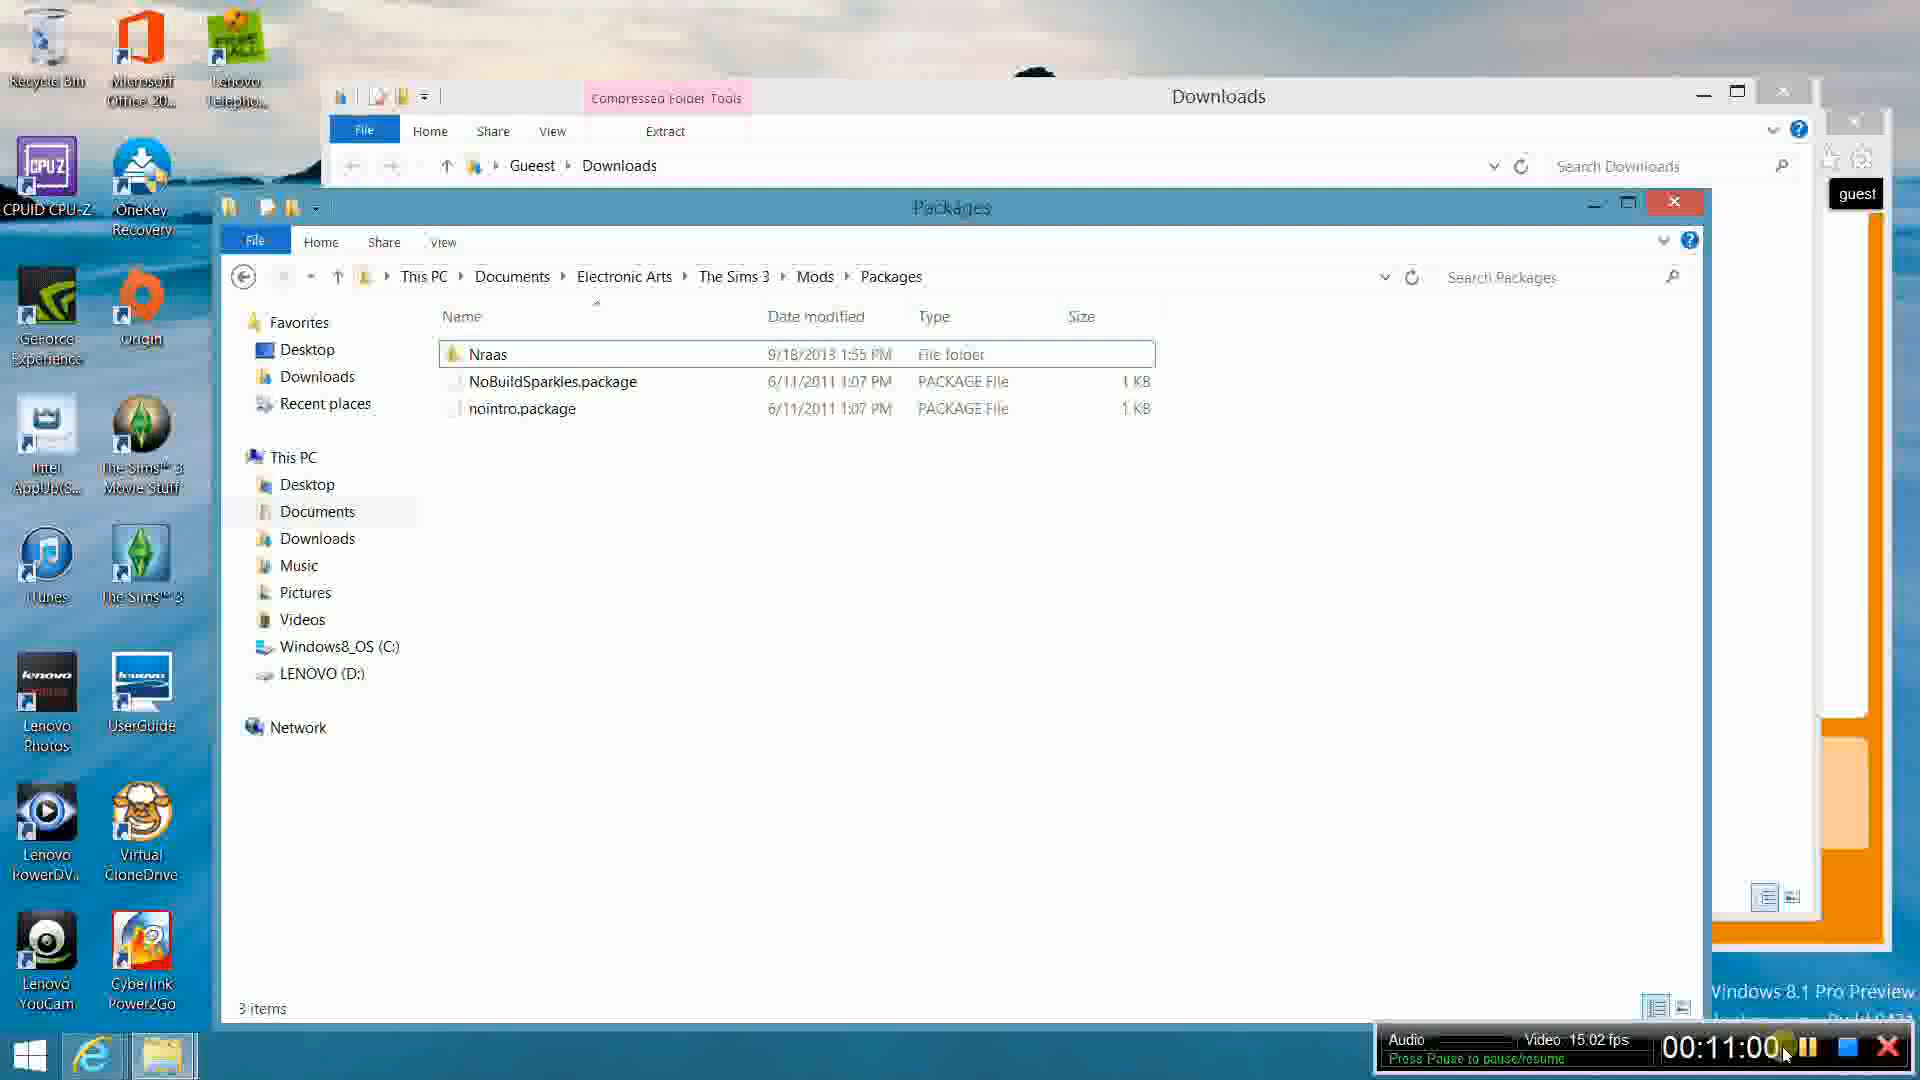 Recycle Bin
Microsoft Office 20...
Lenovo Telepho...
CPUID CPU-Z
OneKey Recovery
GeForce Experience
Origin
Intel AppUp(S...
The Sims™ 3 Movie Stuff
iTunes
The Sims™ 3
Lenovo Photos
UserGuide
Lenovo PowerDV...
Virtual CloneDrive
Lenovo YouCam
Cyberlink Power2Go
Compressed Folder Tools
Downloads
File Home Share View Extract
Gueest Downloads
Search Downloads
guest
Packages
File Home Share View
This PC Documents Electronic Arts The Sims 3 Mods Packages
Search Packages
Name Date modified Type Size
Nraas 9/18/2013 1:55 PM File folder
NoBuildSparkles.package 6/11/2011 1:07 PM PACKAGE File 1 KB
nointro.package 6/11/2011 1:07 PM PACKAGE File 1 KB
Favorites
Desktop
Downloads
Recent places
This PC
Desktop
Documents
Downloads
Music
Pictures
Videos
Windows8_OS (C:)
LENOVO (D:)
Network
3 items
Windows 8.1 Pro Preview
Audio
Video 15.02 fps
Press Pause to pause/resume
00:11:00